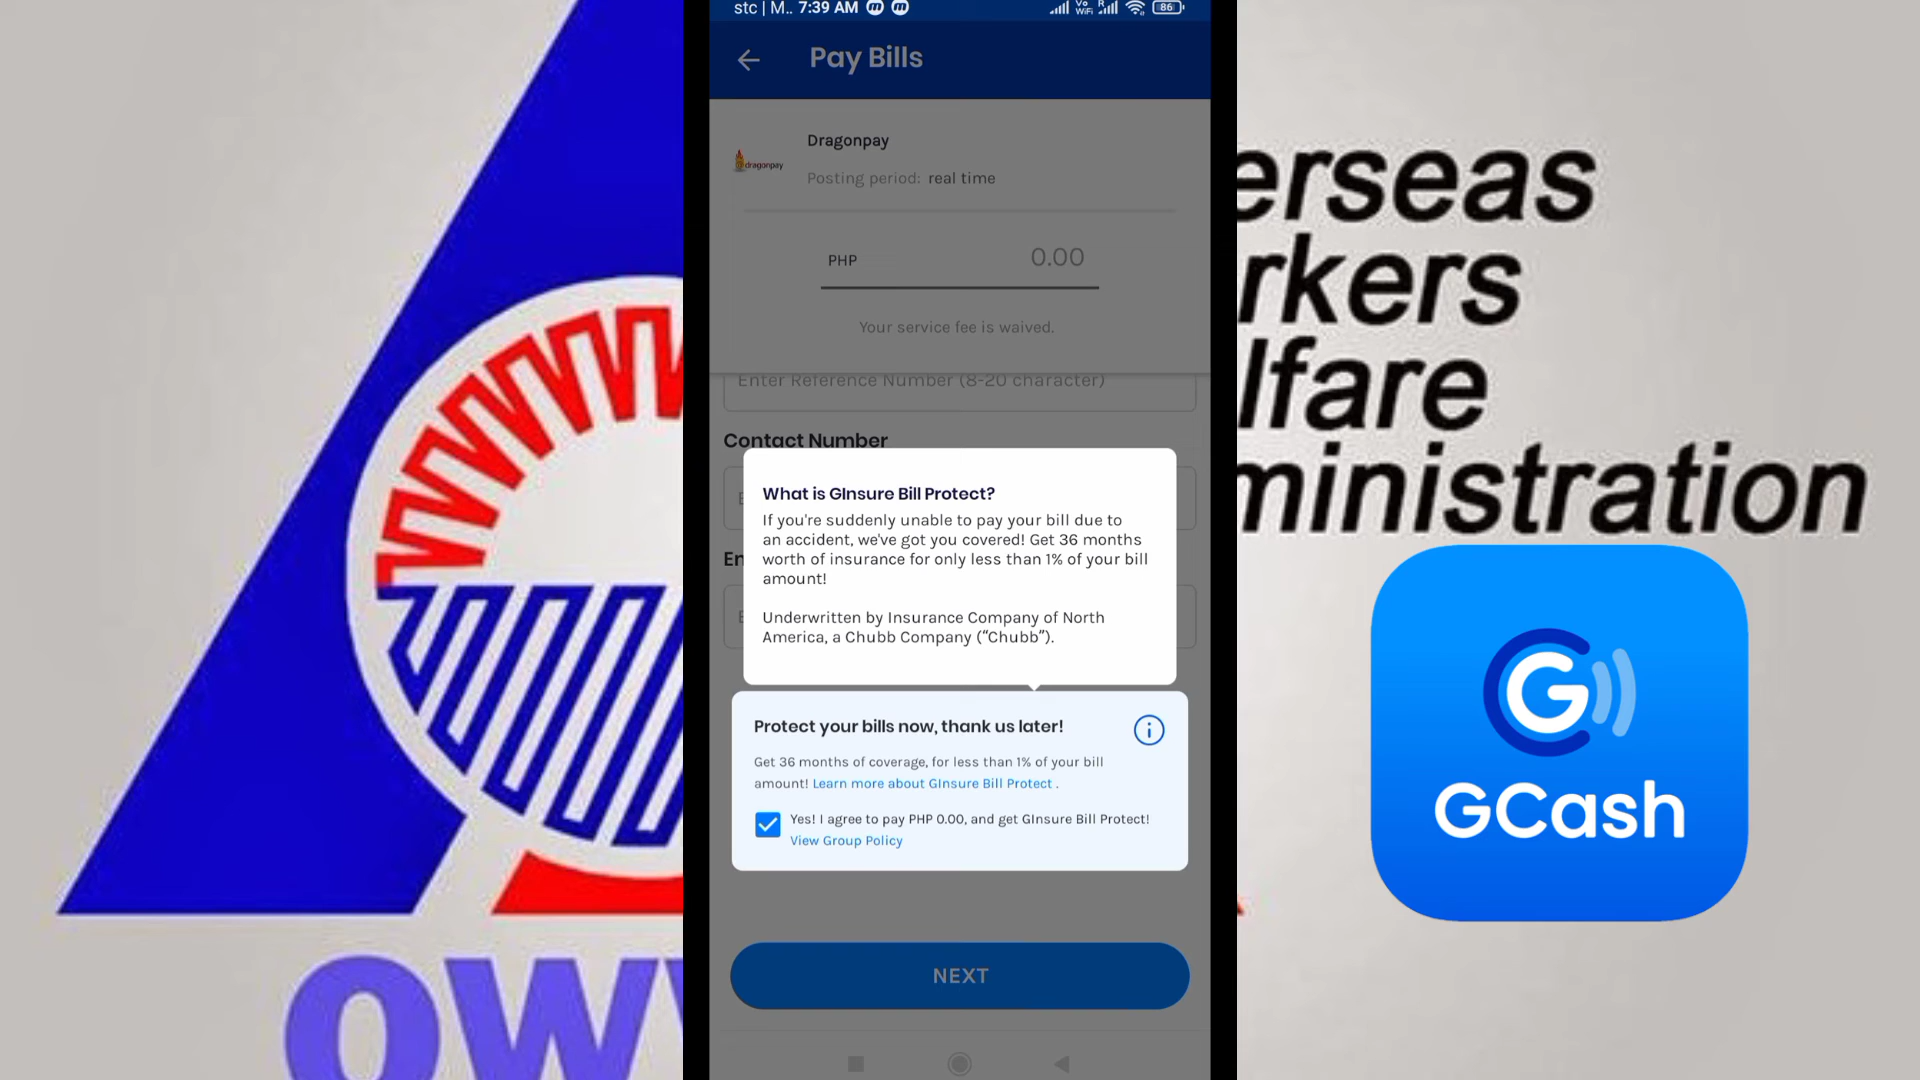 stc | M.. 7:39 AM
Vo
WiFi
R
86
Pay Bills
Dragonpay
dragonpay
Posting period: real time
PHP
0.00
Your service fee is waived.
Enter Reference Number (8-20 character)
Contact Number
What is GInsure Bill Protect?
If you're suddenly unable to pay your bill due to
an accident, we've got you covered! Get 36 months
worth of insurance for only less than 1% of your bill
amount!
Underwritten by Insurance Company of North
America, a Chubb Company (“Chubb”).
Protect your bills now, thank us later!
Get 36 months of coverage, for less than 1% of your bill
amount! Learn more about GInsure Bill Protect .
Yes! I agree to pay PHP 0.00, and get GInsure Bill Protect!
View Group Policy
NEXT
erseas
rkers
lfare
ministration
GCash
OW